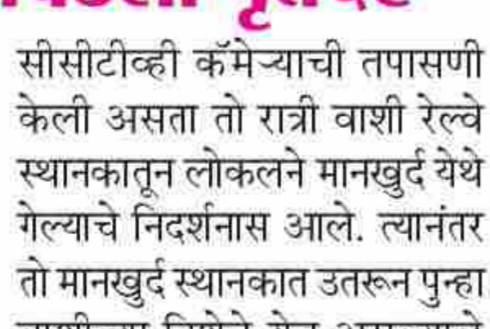 सीसीटीव्ही कॅमेऱ्याची तपासणी
केली असता तो रात्री वाशी रेल्वे
स्थानकातून लोकलने मानखुर्द येथे
गेल्याचे निदर्शनास आले. त्यानंतर
तो मानखुर्द स्थानकात उतरून पुन्हा